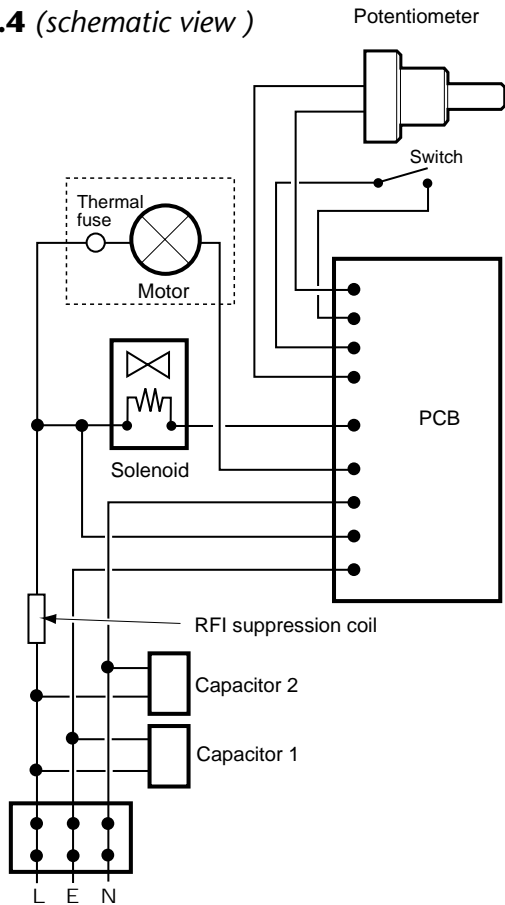 .4 (schematic view )
Potentiometer
Switch
Thermal
fuse
Motor
PCB
Solenoid
RFI suppression coil
Capacitor 2
Capacitor 1
L E N